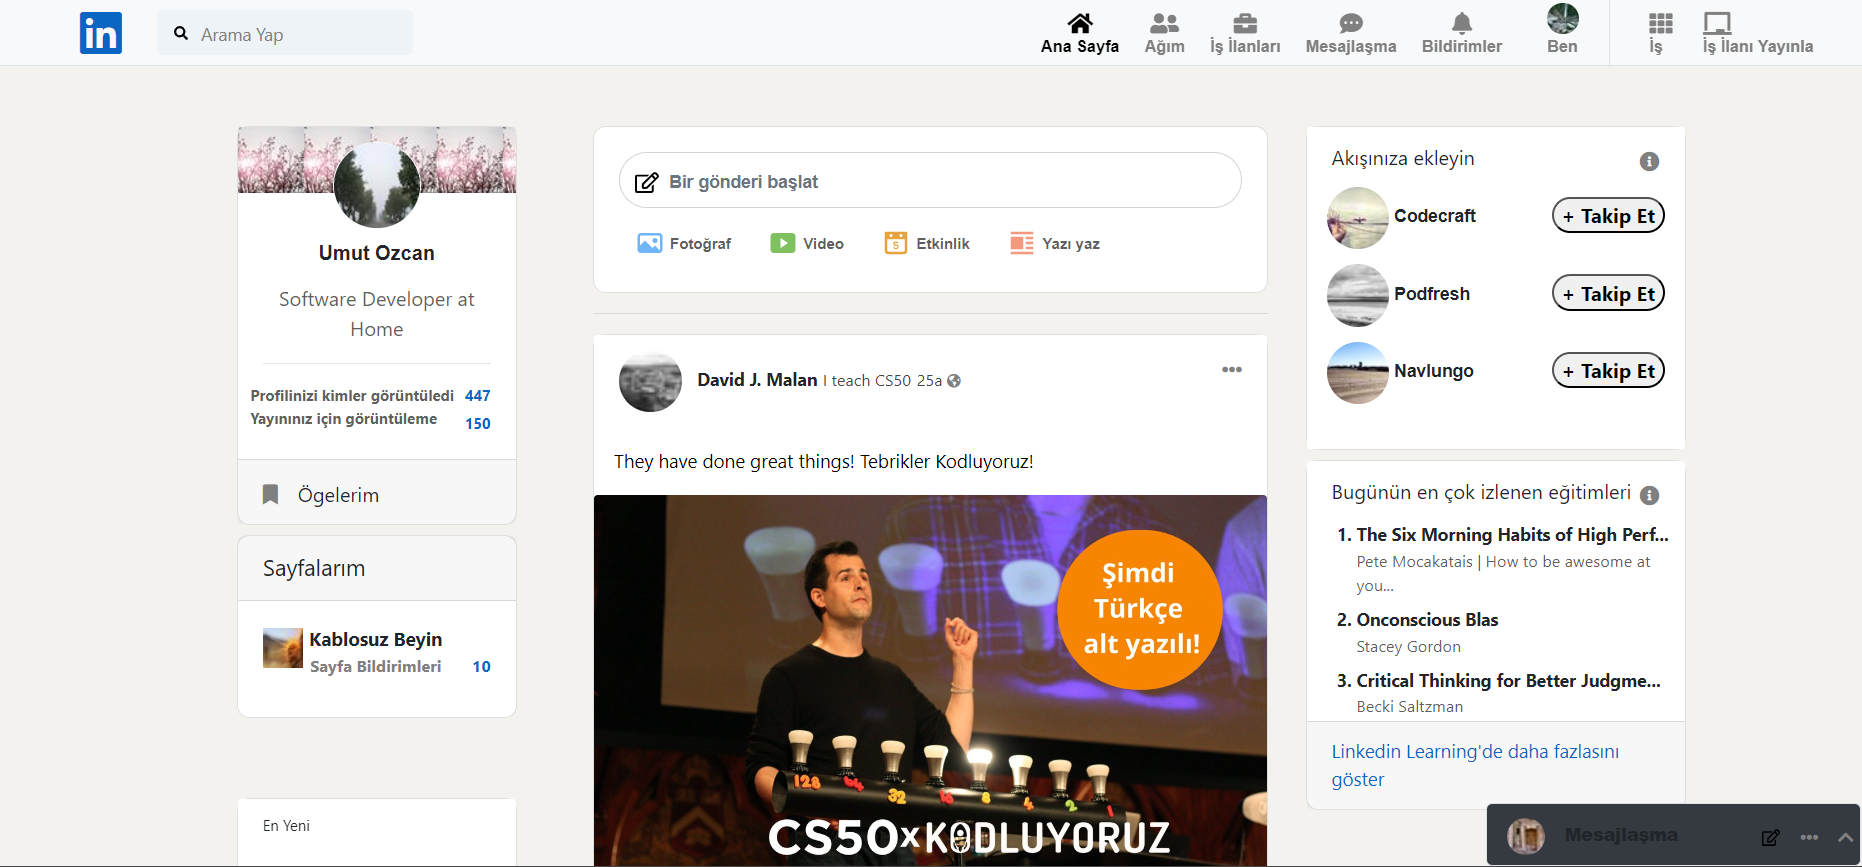 in
Arama Yap
Ana Sayfa
Ağım
İş İlanları
Mesajlaşma
Bildirimler
Ben
İş
İş İlanı Yayınla
Umut Ozcan
Software Developer at
Home
Profilinizi kimler görüntüledi 447
Yayınınız için görüntüleme 150
Ögelerim
Sayfalarım
Kablosuz Beyin
Sayfa Bildirimleri 10
En Yeni
Bir gönderi başlat
Fotoğraf
Video
5
Etkinlik
Yazı yaz
David J. Malan I teach CS50 25a
They have done great things! Tebrikler Kodluyoruz!
Şimdi
Türkçe
alt yazılı!
128 64 32 16 8 4 2 1
CS50xKODLUYORUZ
Akışınıza ekleyin
Codecraft
+ Takip Et
Podfresh
+ Takip Et
Navlungo
+ Takip Et
Bugünün en çok izlenen eğitimleri
1. The Six Morning Habits of High Perf...
Pete Mocakatais | How to be awesome at
you...
2. Onconscious Blas
Stacey Gordon
3. Critical Thinking for Better Judgme...
Becki Saltzman
Linkedin Learning'de daha fazlasını
göster
Mesajlaşma